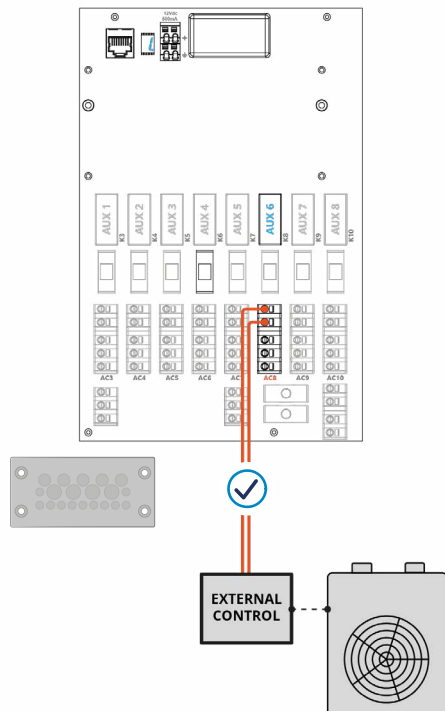 12Vdc
500mA
AUX 1
AUX 2
AUX 3
AUX 4
AUX 5
AUX 6
AUX 7
AUX 8
K3
K4
K5
K6
K7
K8
K9
K10
AC3
AC4
AC5
AC6
AC
AC8
AC9
AC10
EXTERNAL
CONTROL